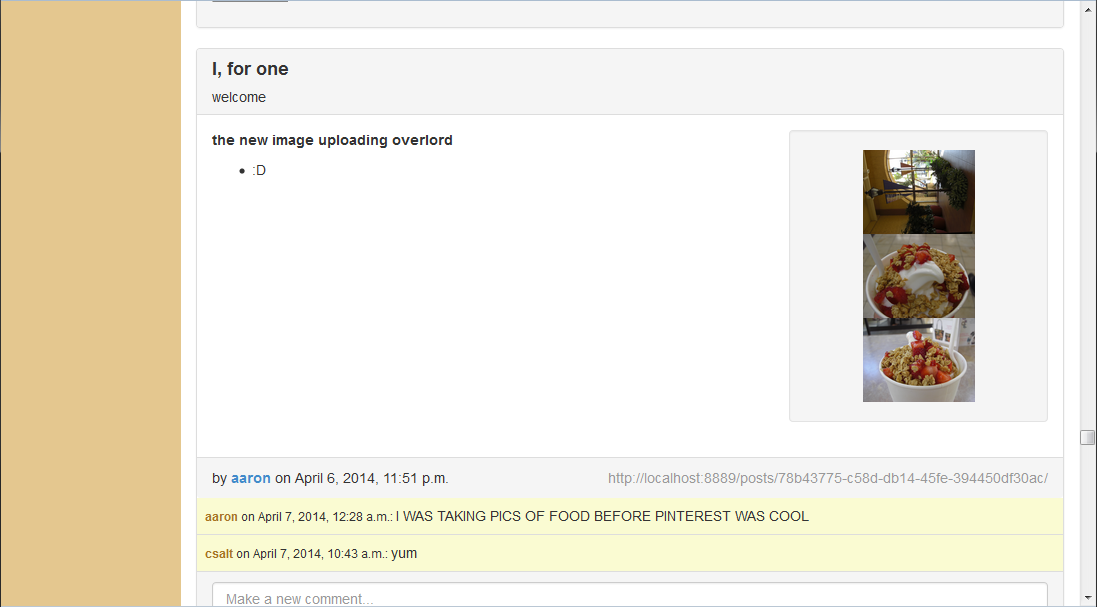 I, for one
welcome
the new image uploading overlord
• :D
by aaron on April 6, 2014, 11:51 p.m.
http://localhost:8889/posts/78b43775-c58d-db14-45fe-394450df30ac/
aaron on April 7, 2014, 12:28 a.m.: I WAS TAKING PICS OF FOOD BEFORE PINTEREST WAS COOL
csalt on April 7, 2014, 10:43 a.m.: yum
Make a new comment...